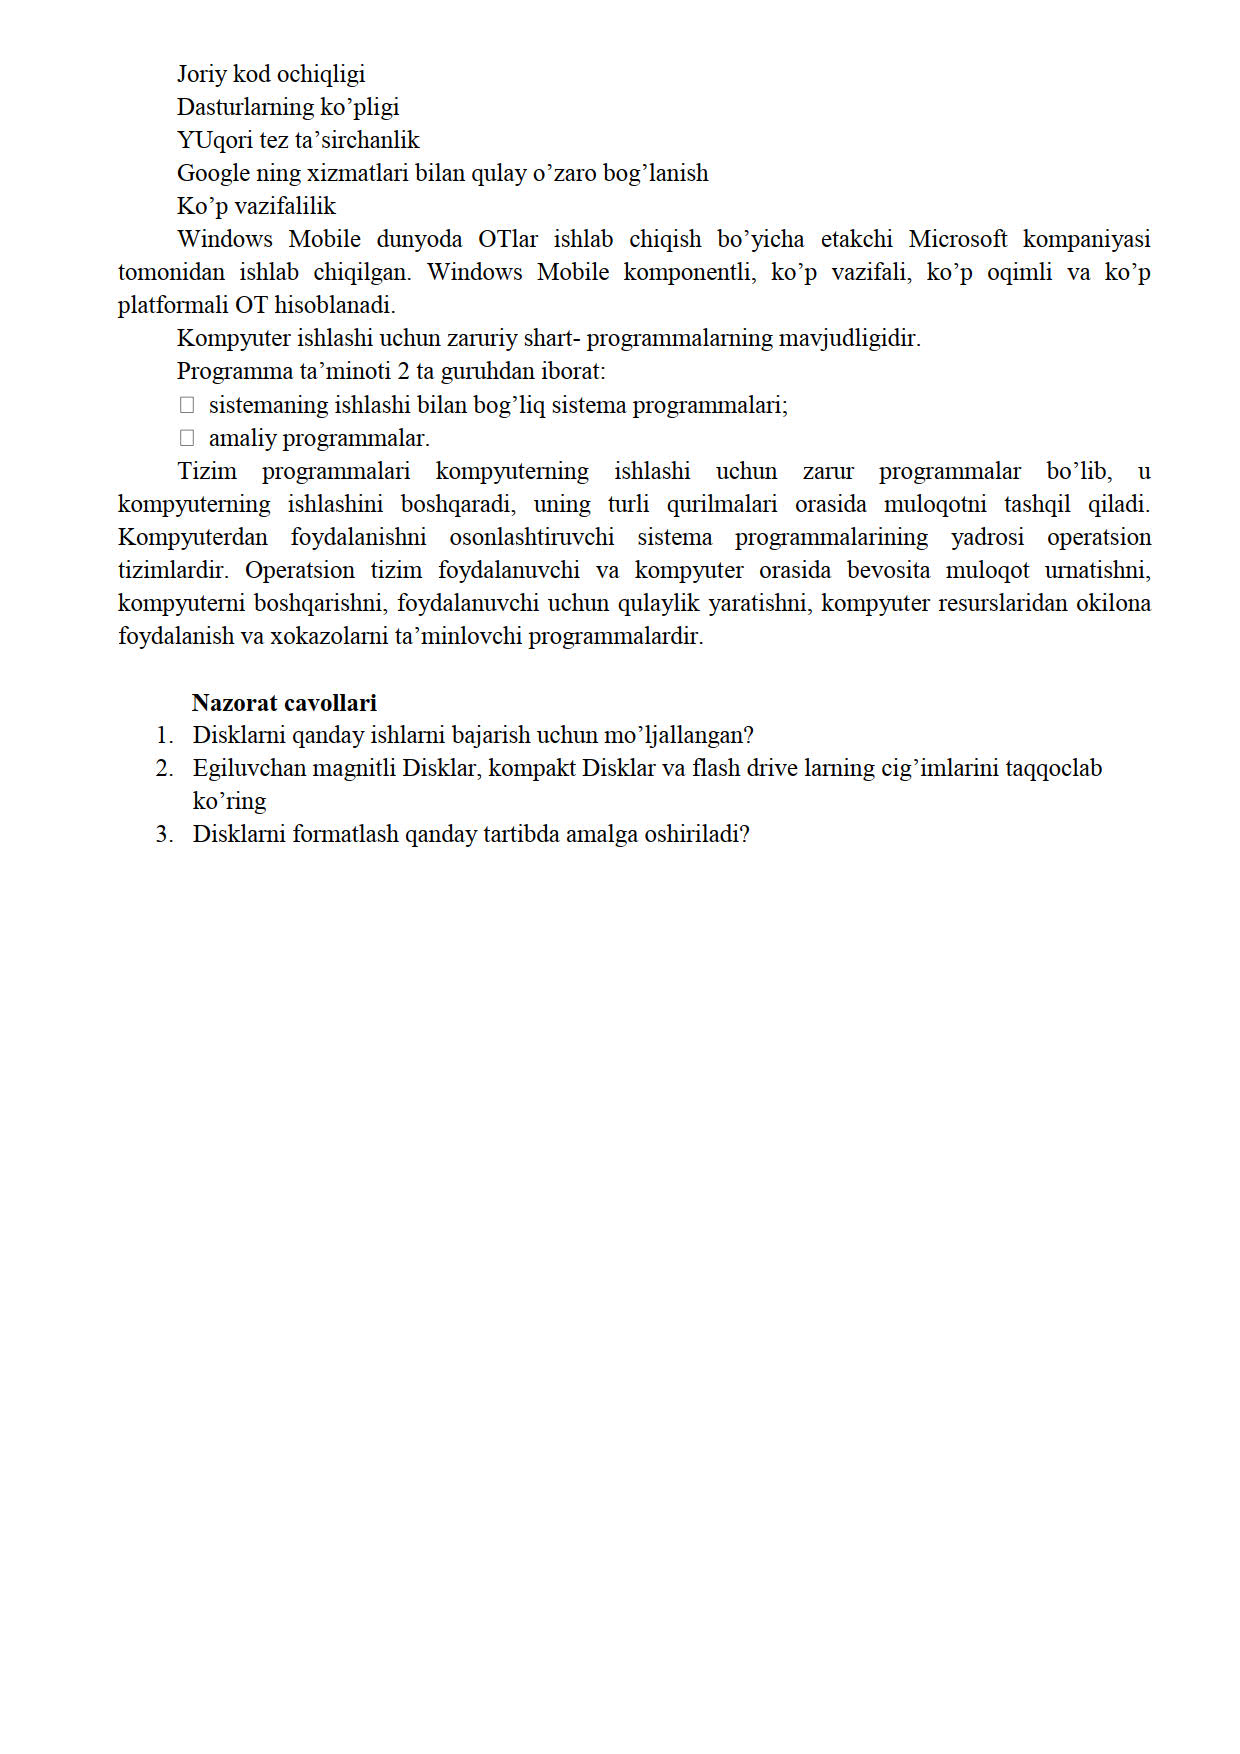 Joriy kod ochiqligi
Dasturlarning ko’pligi
YUqori tez ta’sirchanlik
Google ning xizmatlari bilan qulay o’zaro bog’lanish
Ko’p vazifalilik
Windows Mobile dunyoda OTlar ishlab chiqish bo’yicha etakchi Microsoft kompaniyasi
tomonidan ishlab chiqilgan. Windows Mobile komponentli, ko’p vazifali, ko’p oqimli va ko’p
platformali OT hisoblanadi.
Kompyuter ishlashi uchun zaruriy shart- programmalarning mavjudligidir.
Programma ta’minoti 2 ta guruhdan iborat:
□ sistemaning ishlashi bilan bog’liq sistema programmalari;
□ amaliy programmalar.
Tizim programmalari kompyuterning ishlashi uchun zarur programmalar bo’lib, u
kompyuterning ishlashini boshqaradi, uning turli qurilmalari orasida muloqotni tashqil qiladi.
Kompyuterdan foydalanishni osonlashtiruvchi sistema programmalarining yadrosi operatsion
tizimlardir. Operatsion tizim foydalanuvchi va kompyuter orasida bevosita muloqot urnatishni,
kompyuterni boshqarishni, foydalanuvchi uchun qulaylik yaratishni, kompyuter resurslaridan okilona
foydalanish va xokazolarni ta’minlovchi programmalardir.
Nazorat cavollari
1. Disklarni qanday ishlarni bajarish uchun mo’ljallangan?
2. Egiluvchan magnitli Disklar, kompakt Disklar va flash drive larning cig’imlarini taqqoclab
ko’ring
3. Disklarni formatlash qanday tartibda amalga oshiriladi?